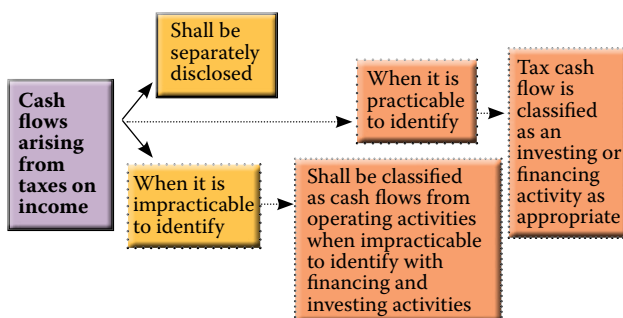 Cash
flows
arising
from
taxes on
income
Shall be
separately
disclosed
When it is
practicable
to identify
Tax cash
flow is
classified
as an
investing or
financing
activity as
appropriate
When it is
impracticable
to identify
Shall be classified
as cash flows from
operating activities
when impracticable
to identify with
financing and
investing activities